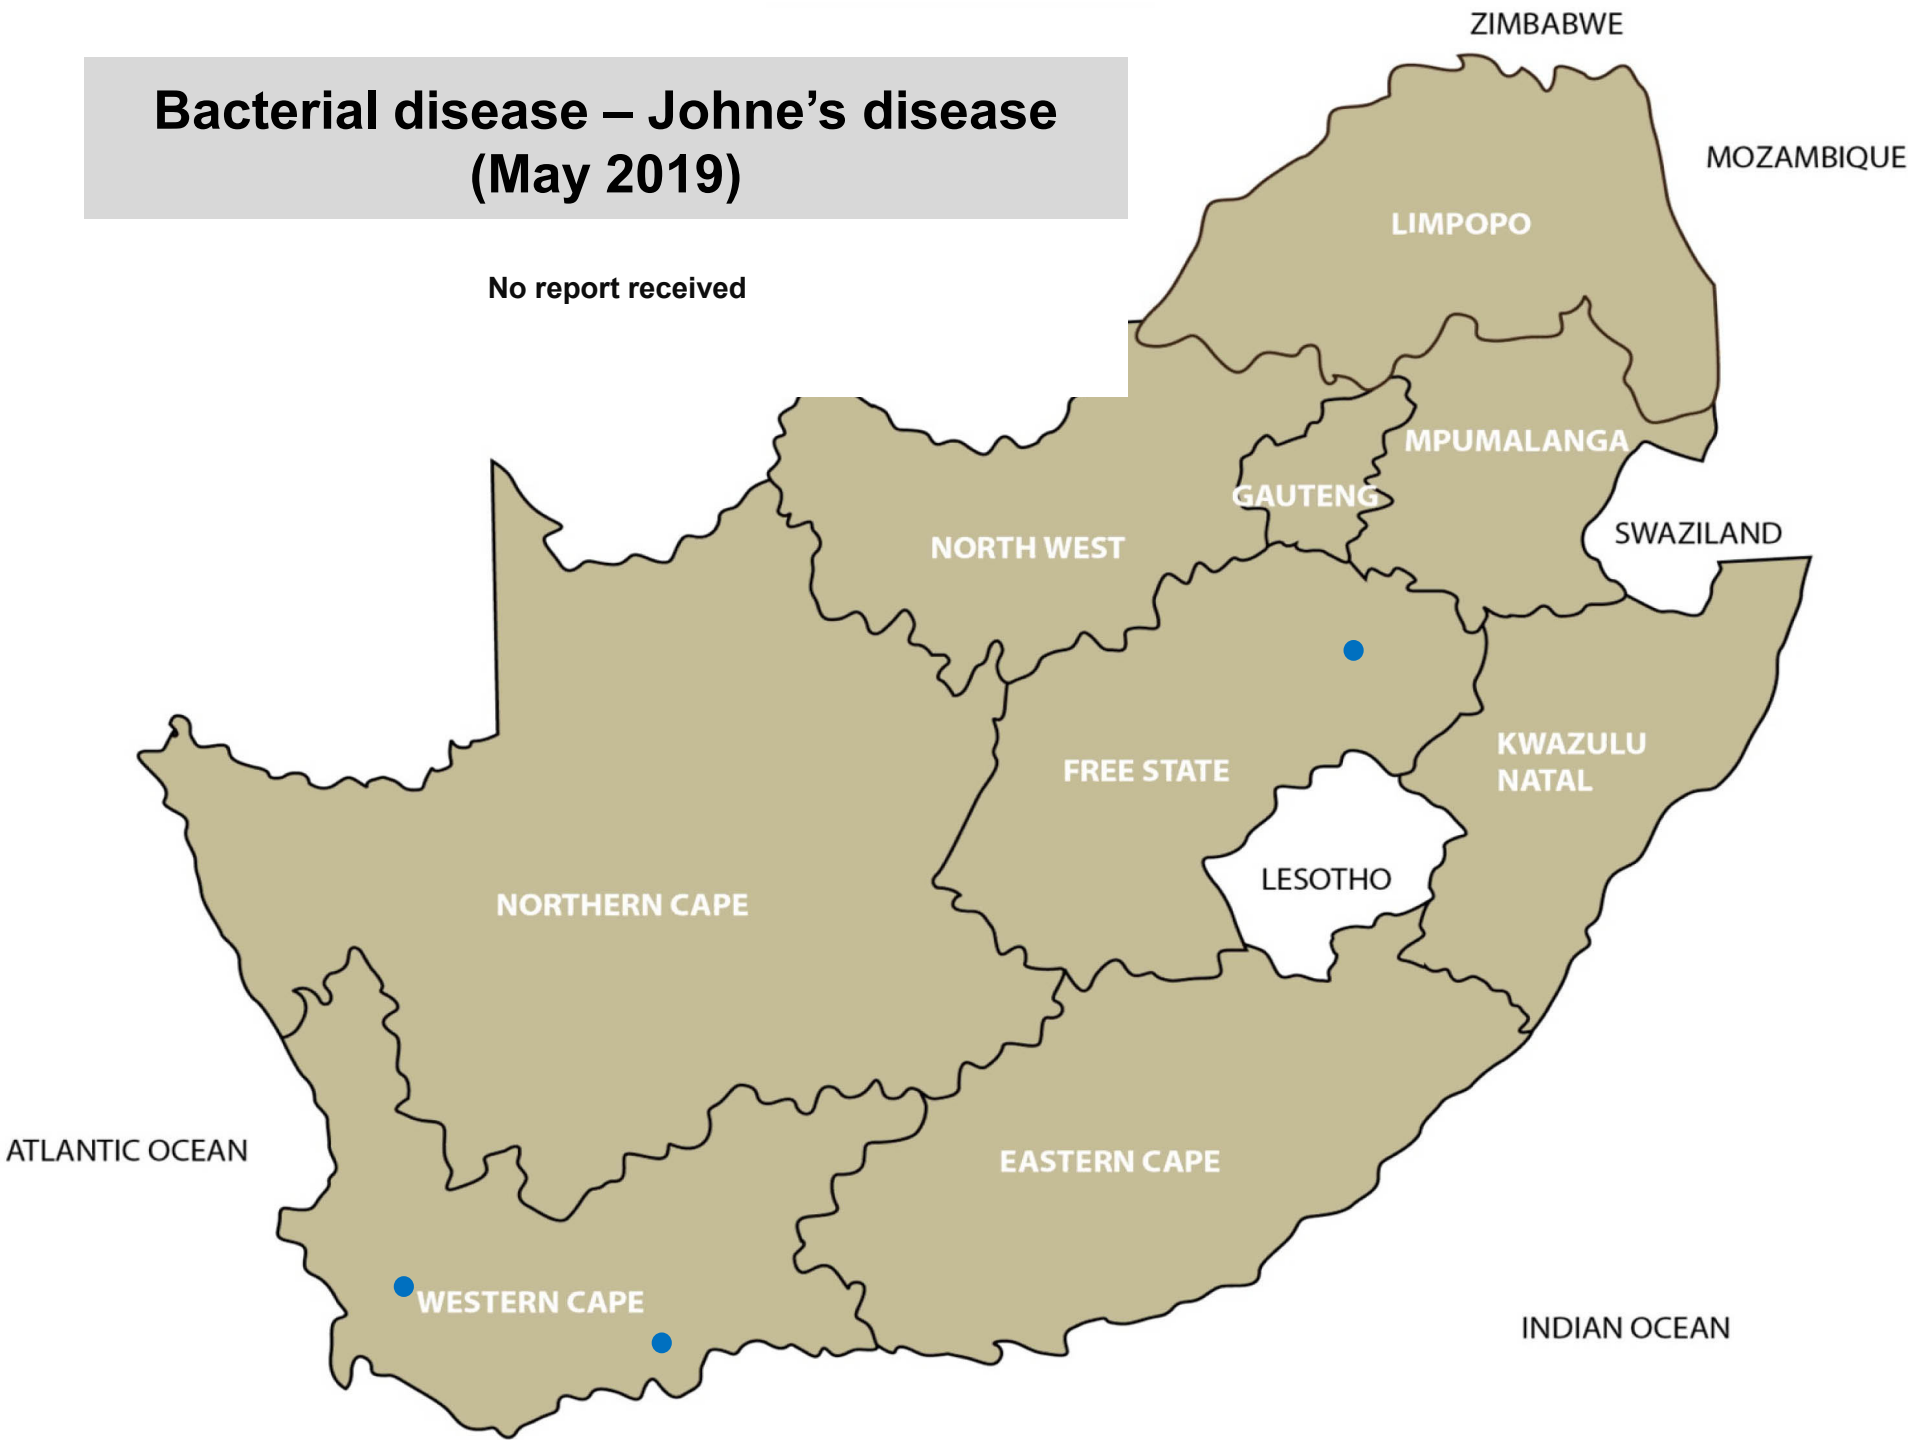 ZIMBABWE
Bacterial disease – Johne’s disease
(May 2019)
MOZAMBIQUE
LIMPOPO
No report received
MPUMALANGA
GAUTENG
SWAZILAND
NORTH WEST
KWAZULU
NATAL
FREE STATE
LESOTHO
NORTHERN CAPE
ATLANTIC OCEAN
EASTERN CAPE
WESTERN CAPE
INDIAN OCEAN